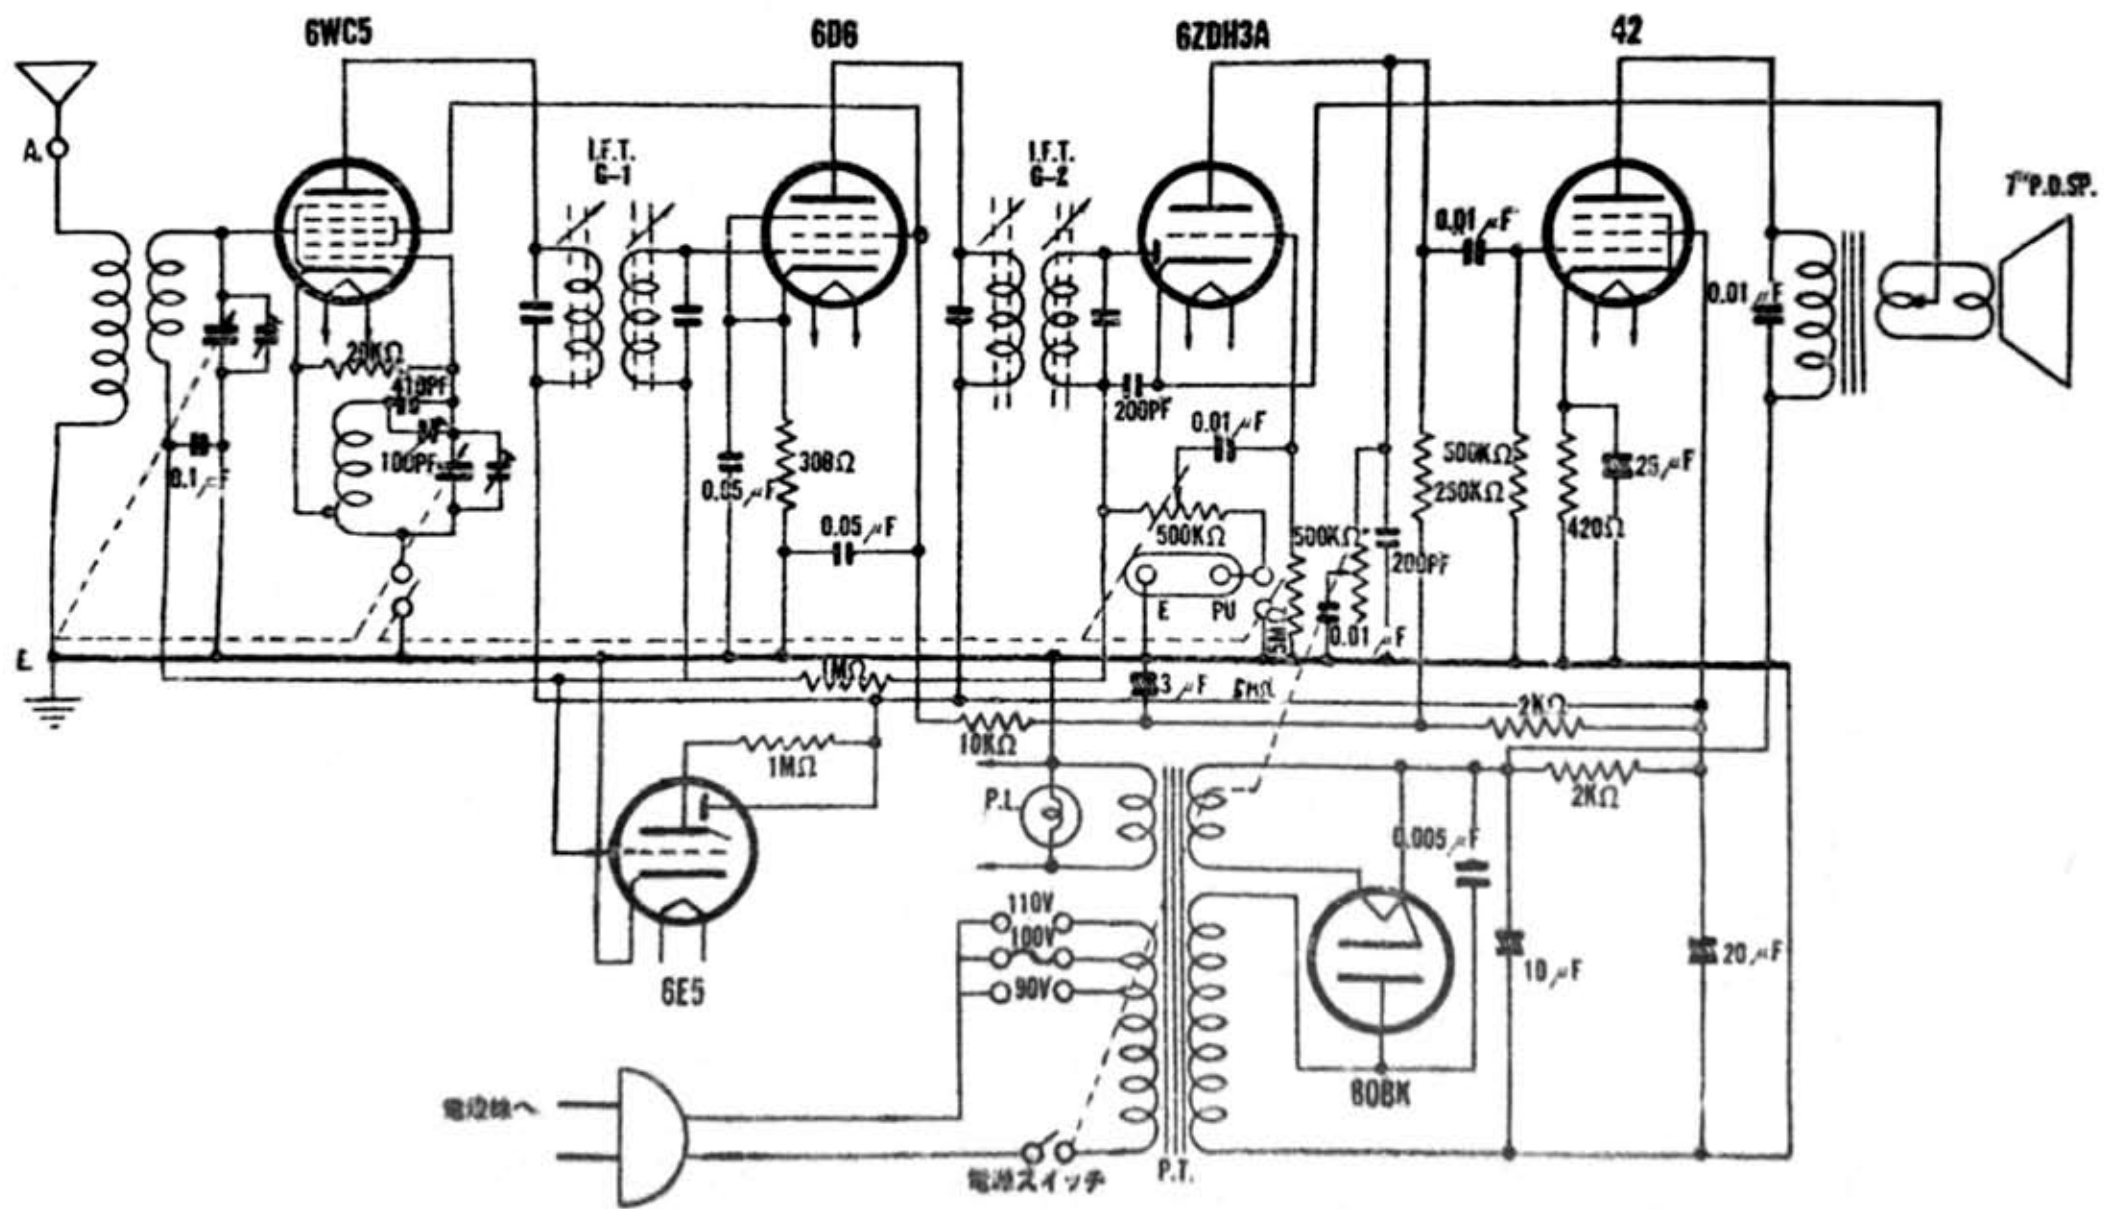 6WC5
6D6
6ZDH3A
42
A.
I.F.T.
G-1
I.F.T.
G-2
7"P.D.SP.
0.01μF
0.01μF
20KΩ
410PF
100PF
0.1μF
0.05μF
300Ω
0.05μF
200PF
0.01μF
500KΩ
500KΩ
250KΩ
500KΩ
200PF
420Ω
25μF
E
PU
5MΩ
0.01μF
E.
1MΩ
3μF
2KΩ
10KΩ
1MΩ
P.L.
2KΩ
0.005μF
110V
100V
90V
10μF
20μF
6E5
80BK
電燈線へ
電源スイッチ
P.T.